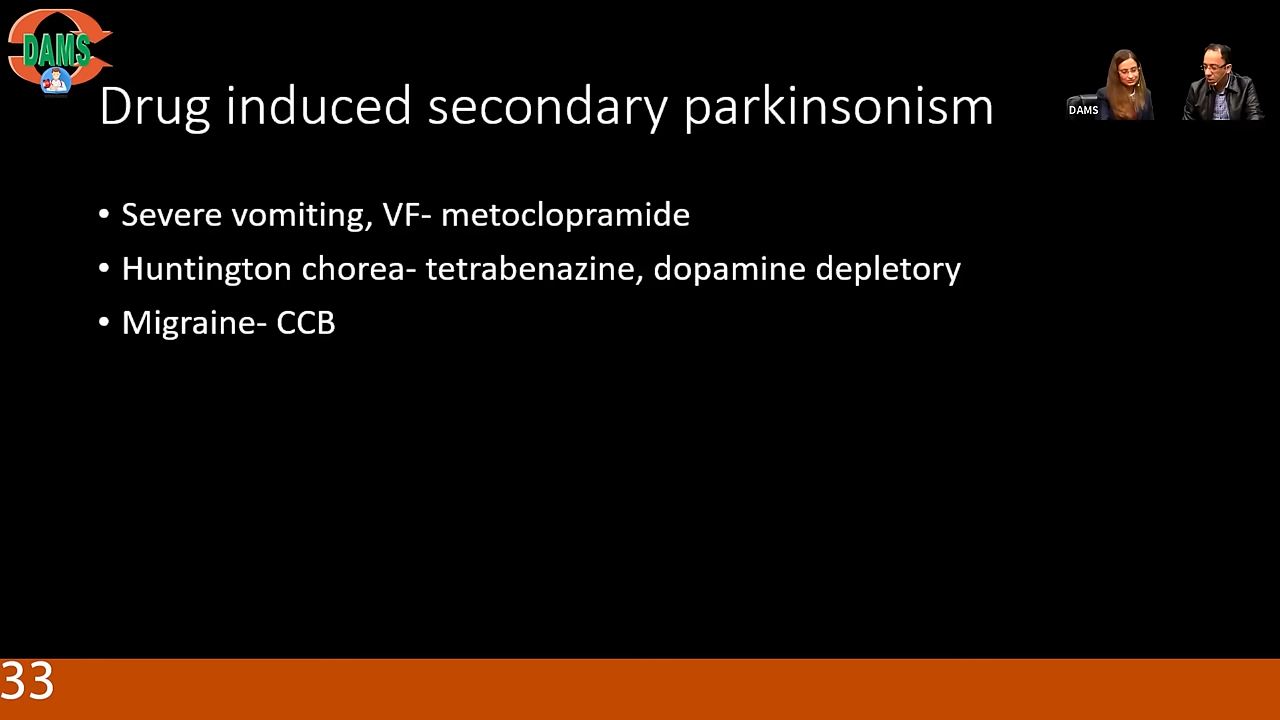 DAMS
Drug induced secondary parkinsonism
DAMS
• Severe vomiting, VF- metoclopramide
• Huntington chorea- tetrabenazine, dopamine depletory
• Migraine- CCB
33